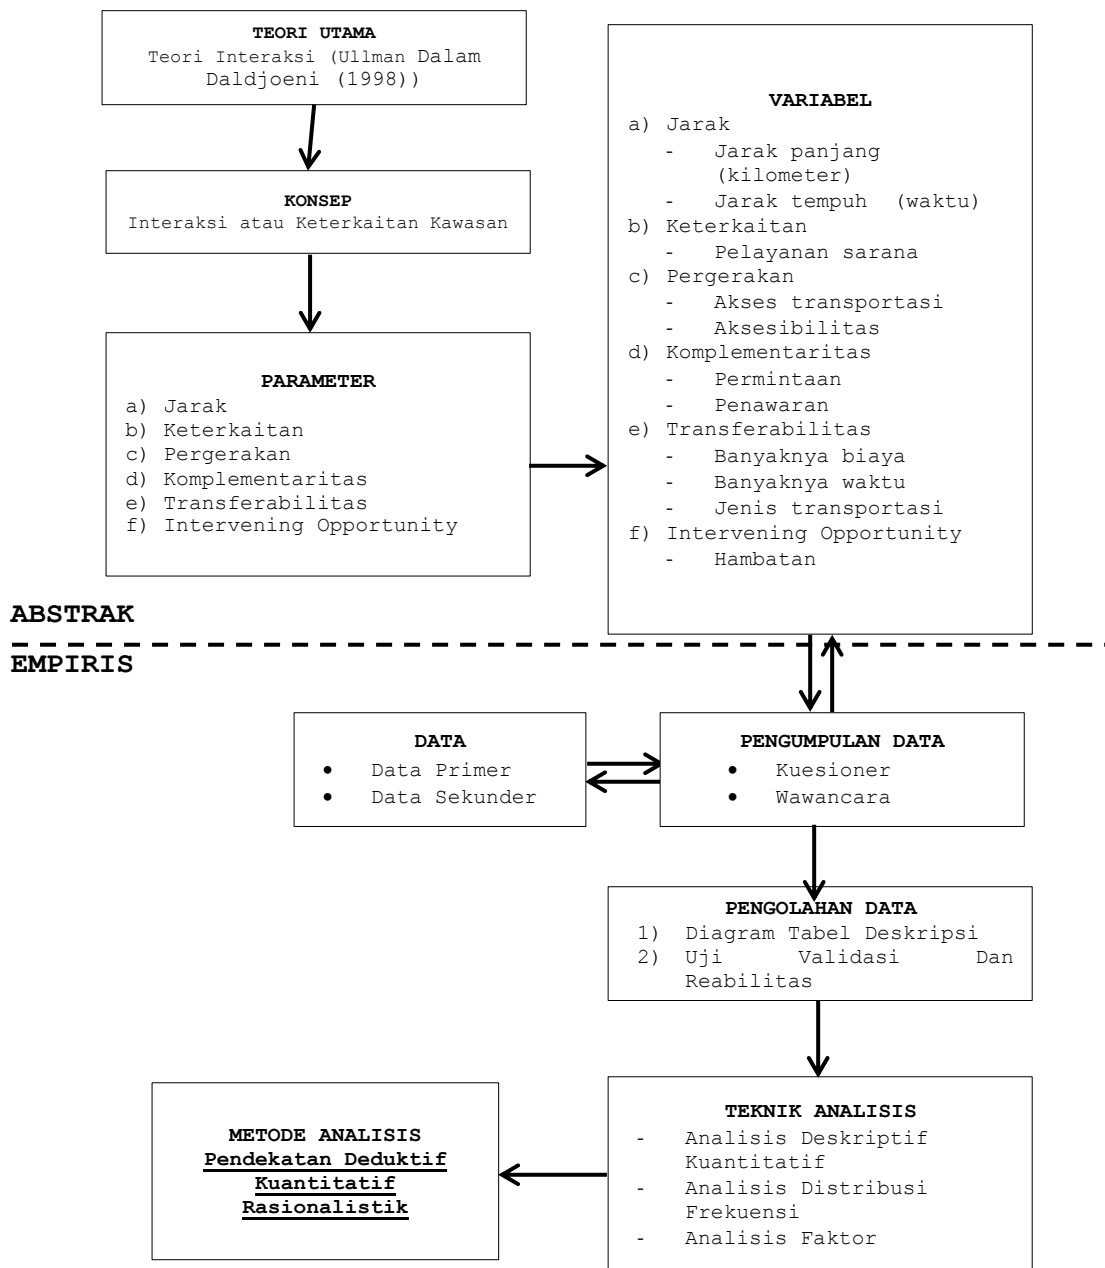 TEORI UTAMA
Teori Interaksi (Ullman Dalam
Daldjoeni (1998))
KONSEP
Interaksi atau Keterkaitan Kawasan
PARAMETER
a) Jarak
b) Keterkaitan
c) Pergerakan
d) Komplementaritas
e) Transferabilitas
f) Intervening Opportunity
VARIABEL
a) Jarak
- Jarak panjang
(kilometer)
- Jarak tempuh (waktu)
b) Keterkaitan
- Pelayanan sarana
c) Pergerakan
- Akses transportasi
- Aksesibilitas
d) Komplementaritas
- Permintaan
- Penawaran
e) Transferabilitas
- Banyaknya biaya
- Banyaknya waktu
- Jenis transportasi
f) Intervening Opportunity
- Hambatan
ABSTRAK
EMPIRIS
DATA
• Data Primer
• Data Sekunder
PENGUMPULAN DATA
• Kuesioner
• Wawancara
PENGOLAHAN DATA
1) Diagram Tabel Deskripsi
2) Uji Validasi Dan
Reabilitas
TEKNIK ANALISIS
- Analisis Deskriptif
Kuantitatif
- Analisis Distribusi
Frekuensi
- Analisis Faktor
METODE ANALISIS
Pendekatan Deduktif
Kuantitatif
Rasionalistik